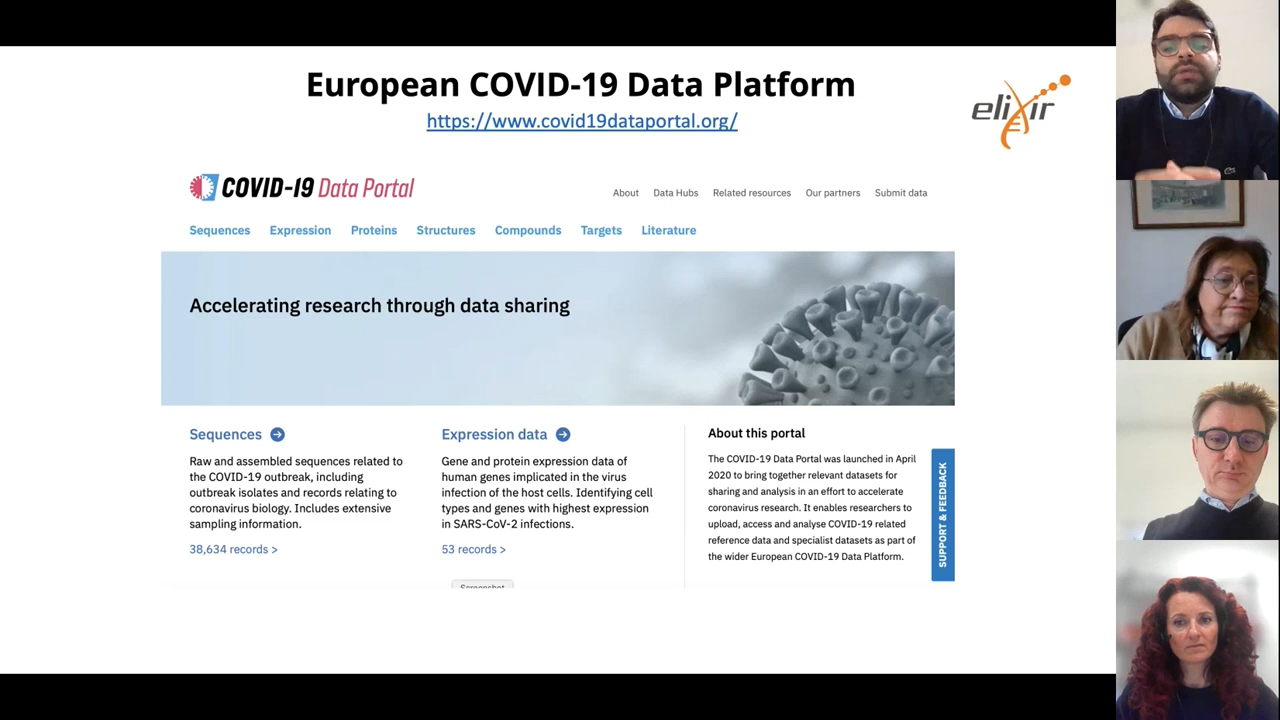 European COVID-19 Data Platform
https://www.covid19dataportal.org/
elixir
COVID-19 Data Portal
About Data Hubs Related resources Our partners Submit data
Sequences Expression Proteins Structures Compounds Targets Literature
Accelerating research through data sharing
Sequences
Raw and assembled sequences related to
the COVID-19 outbreak, including
outbreak isolates and records relating to
coronavirus biology. Includes extensive
sampling information.
38,634 records >
Expression data
Gene and protein expression data of
human genes implicated in the virus
infection of the host cells. Identifying cell
types and genes with highest expression
in SARS-CoV-2 infections.
53 records >
Screenshot
About this portal
The COVID-19 Data Portal was launched in April
2020 to bring together relevant datasets for
sharing and analysis in an effort to accelerate
coronavirus research. It enables researchers to
upload, access and analyse COVID-19 related
reference data and specialist datasets as part of
the wider European COVID-19 Data Platform.
SUPPORT & FEEDBACK